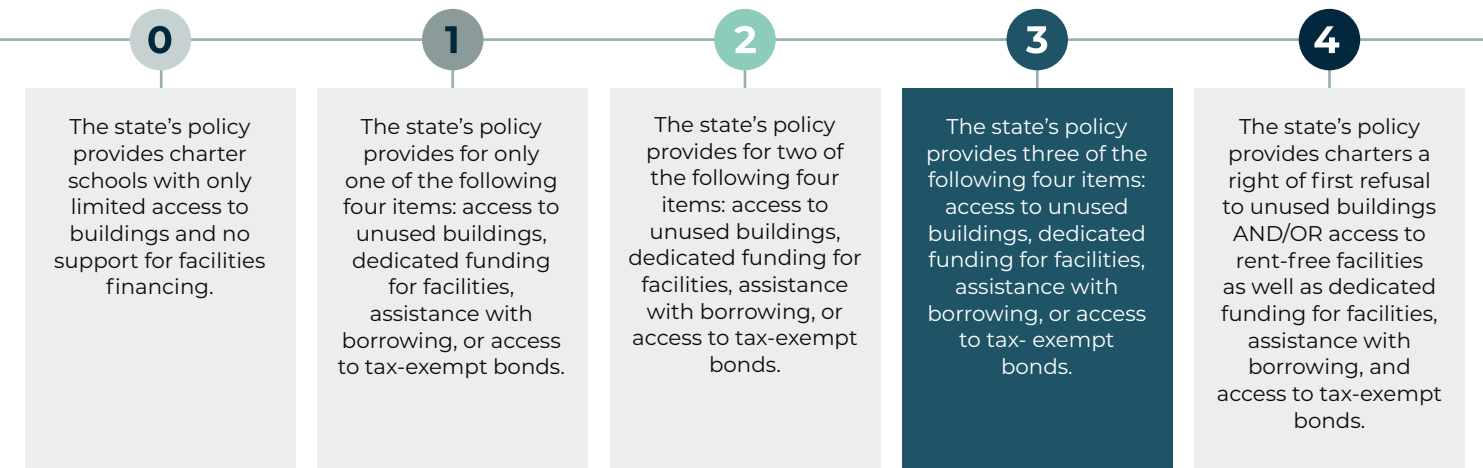 0
The state's policy
provides charter
schools with only
limited access to
buildings and no
support for facilities
financing.
1
The state's policy
provides for only
one of the following
four items: access to
unused buildings,
dedicated funding
for facilities,
assistance with
borrowing, or access
to tax-exempt bonds.
2
The state's policy
provides for two of
the following four
items: access to
unused buildings,
dedicated funding for
facilities, assistance
with borrowing, or
access to tax-exempt
bonds.
3
The state's policy
provides three of the
following four items:
access to unused
buildings, dedicated
funding for facilities,
assistance with
borrowing, or access
to tax- exempt
bonds.
4
The state's policy
provides charters a
right of first refusal
to unused buildings
AND/OR access to
rent-free facilities
as well as dedicated
funding for facilities,
assistance with
borrowing, and
access to tax-exempt
bonds.